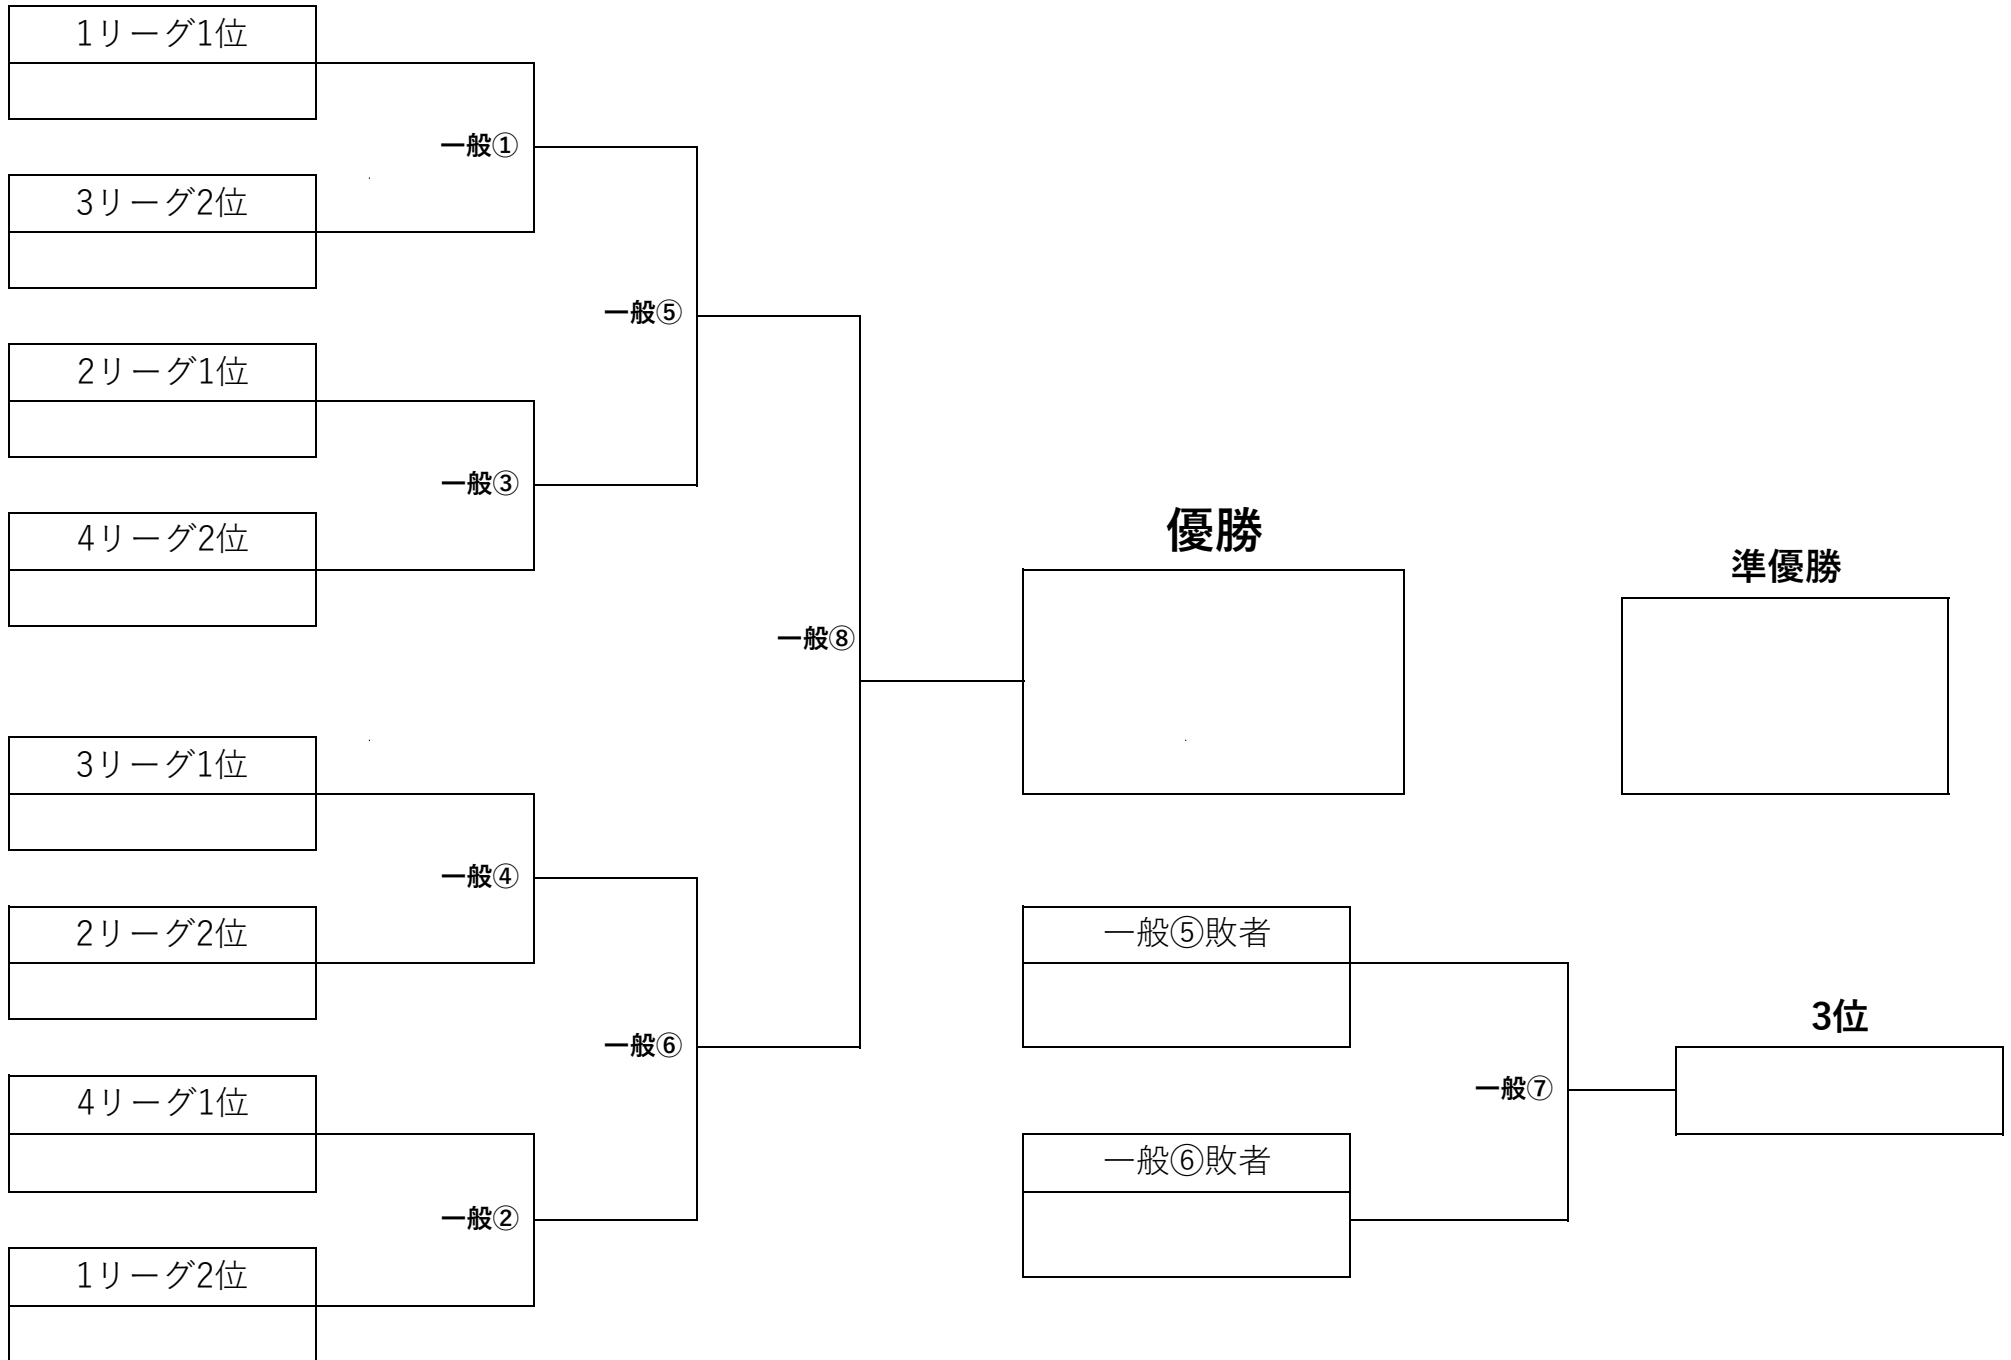 1リーグ1位
一般①
3リーグ2位
一般⑤
2リーグ1位
一般③
4リーグ2位
優勝
準優勝
一般⑧
3リーグ1位
一般④
2リーグ2位
一般⑤敗者
3位
一般⑥
一般⑦
4リーグ1位
一般⑥敗者
一般②
1リーグ2位